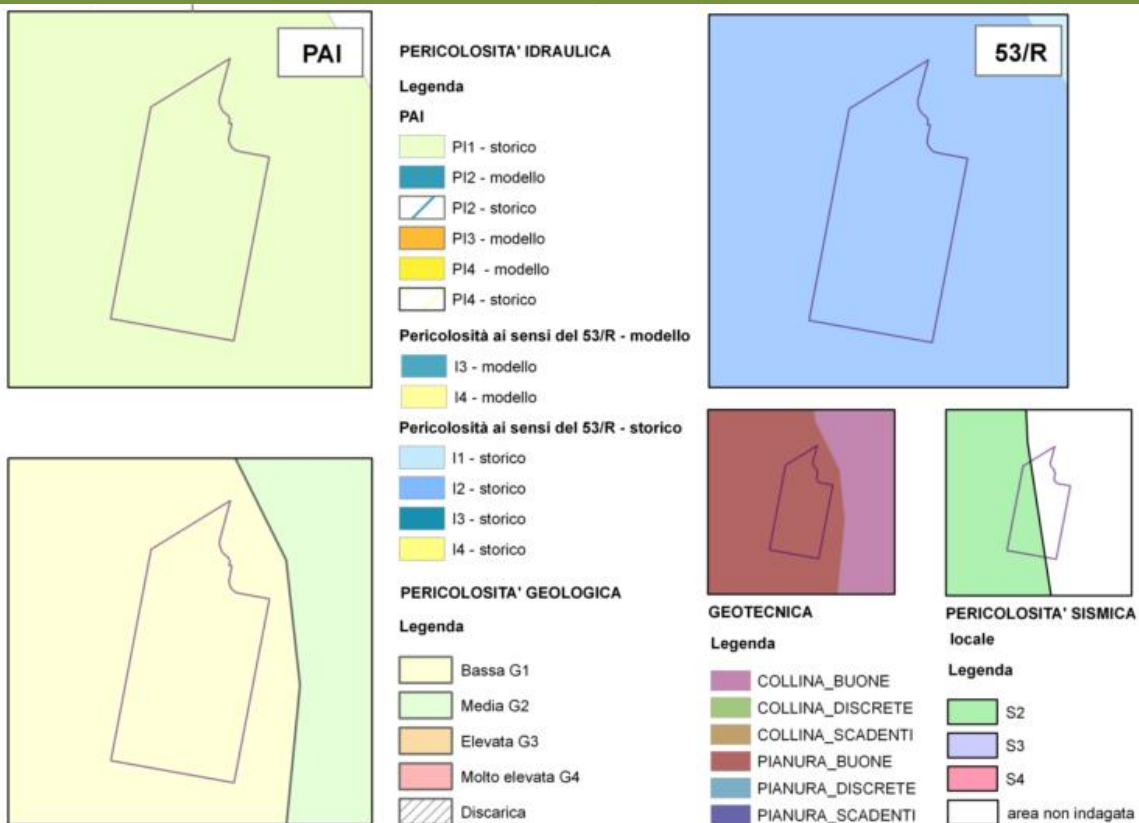 PAI
PERICOLOSITA' IDRAULICA
Legenda
PAI
PI1 - storico
PI2 - modello
PI2 - storico
PI3 - modello
PI4 - modello
PI4 - storico
Pericolosità ai sensi del 53/R - modello
I3 - modello
I4 - modello
Pericolosità ai sensi del 53/R - storico
I1 - storico
I2 - storico
I3 - storico
I4 - storico
PERICOLOSITA' GEOLOGICA
Legenda
Bassa G1
Media G2
Elevata G3
Molto elevata G4
Discarica
53/R
GEOTECNICA
Legenda
COLLINA_BUONE
COLLINA_DISCRETE
COLLINA_SCADENTI
PIANURA_BUONE
PIANURA_DISCRETE
PIANURA_SCADENTI
PERICOLOSITA' SISMICA
locale
Legenda
S2
S3
S4
area non indagata